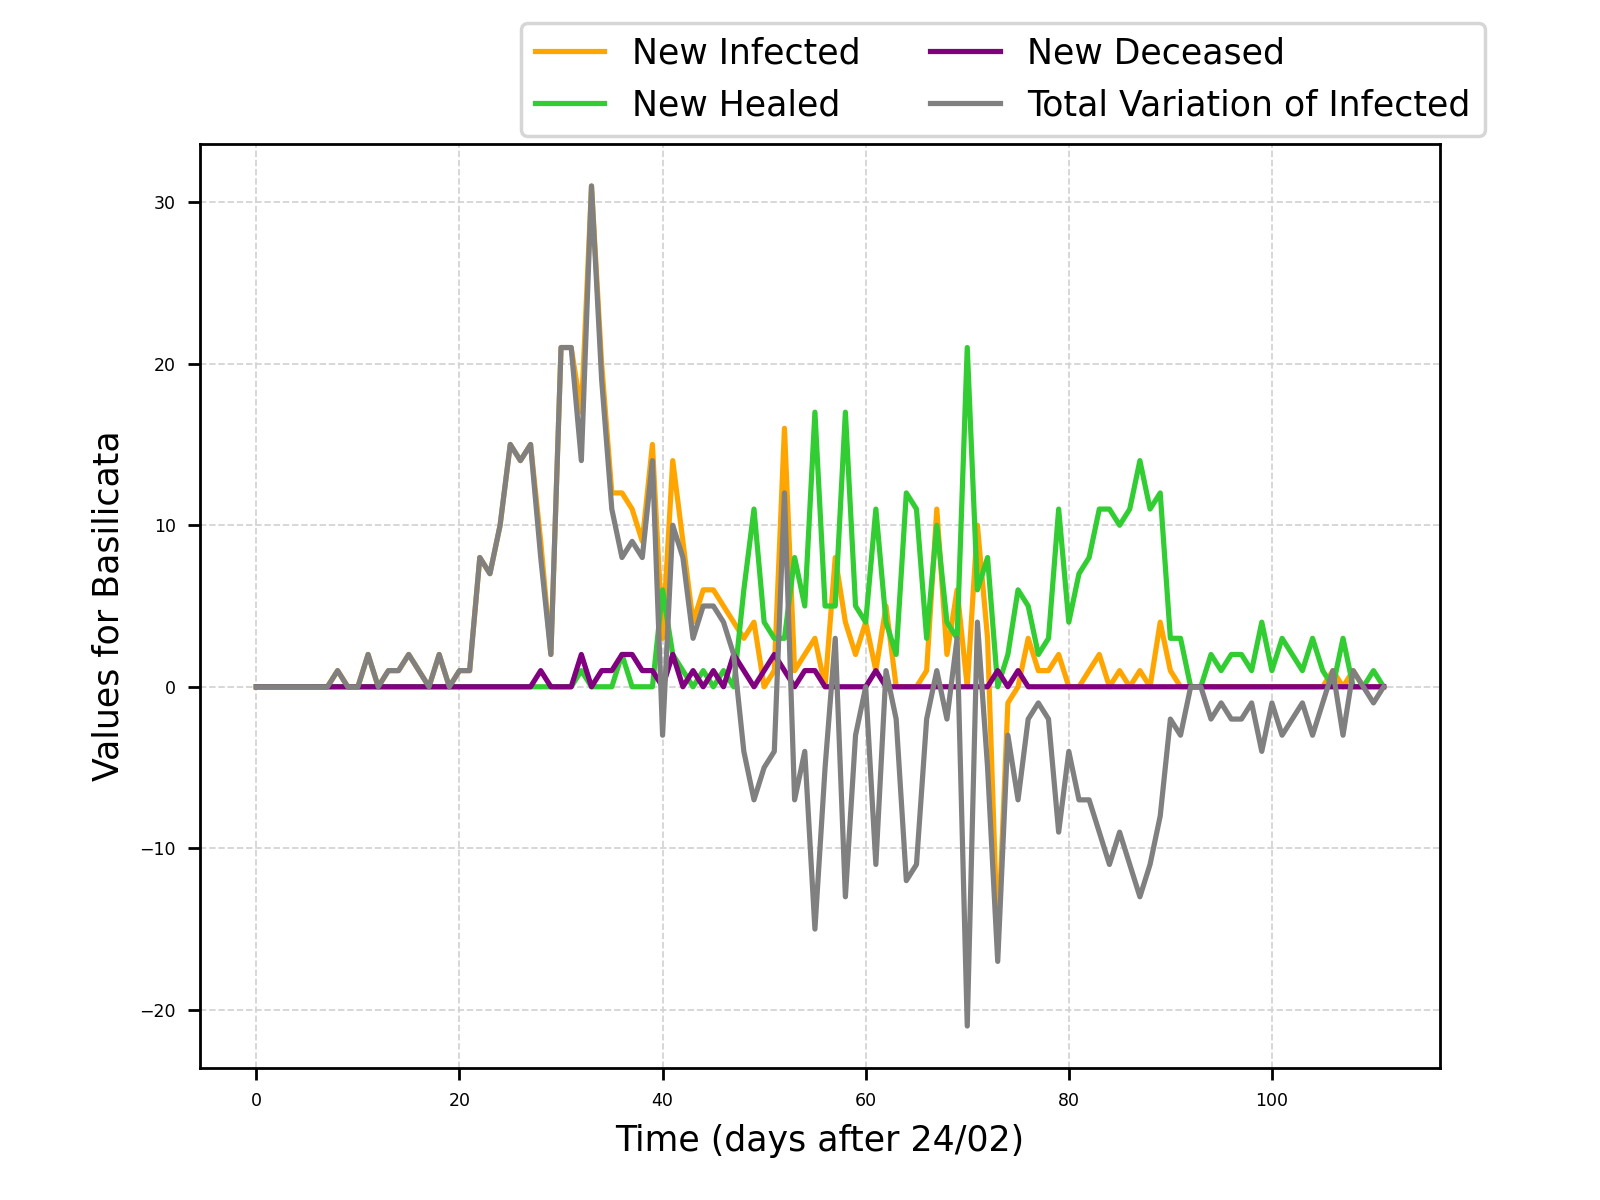 New Infected
New Healed
New Deceased
Total Variation of Infected
Values for Basilicata
30
20
10
0
−10
−20
0 20 40 60 80 100
Time (days after 24/02)